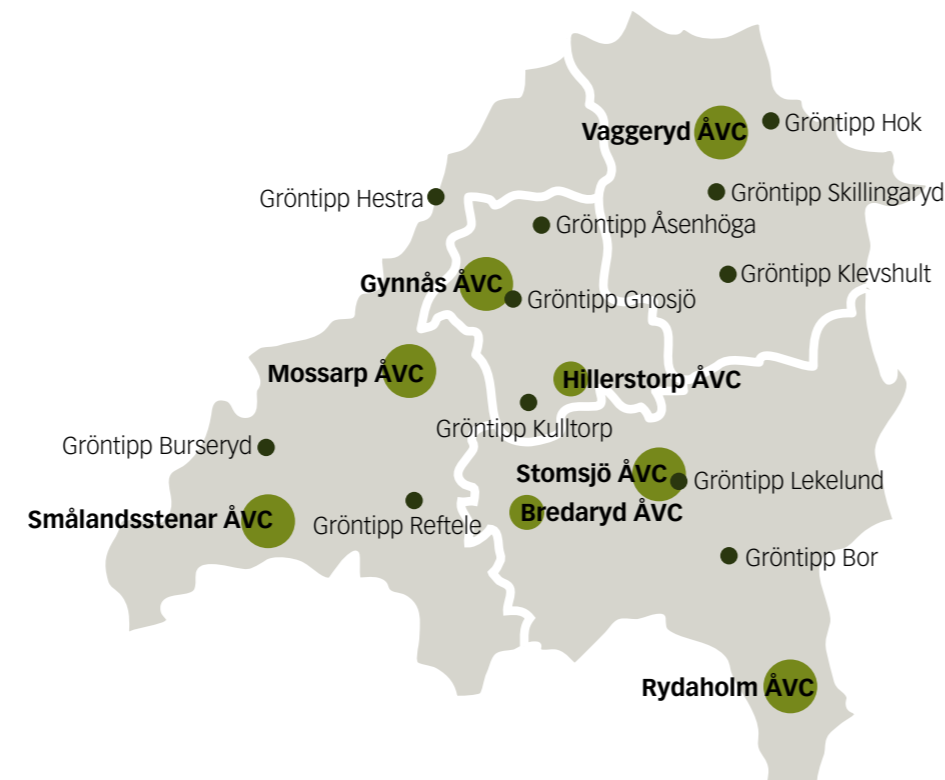 Vaggeryd ÅVC
Gröntipp Hok
Gröntipp Hestra
Gröntipp Skillingaryd
Gröntipp Åsenhöga
Gynnås ÅVC
Gröntipp Klevshult
Gröntipp Gnosjö
Mossarp ÅVC
Hillerstorp ÅVC
Gröntipp Kulltorp
Gröntipp Burseryd
Stomsjö ÅVC
Gröntipp Lekelund
Smålandsstenar ÅVC
Gröntipp Reftele
Bredaryd ÅVC
Gröntipp Bor
Rydaholm ÅVC